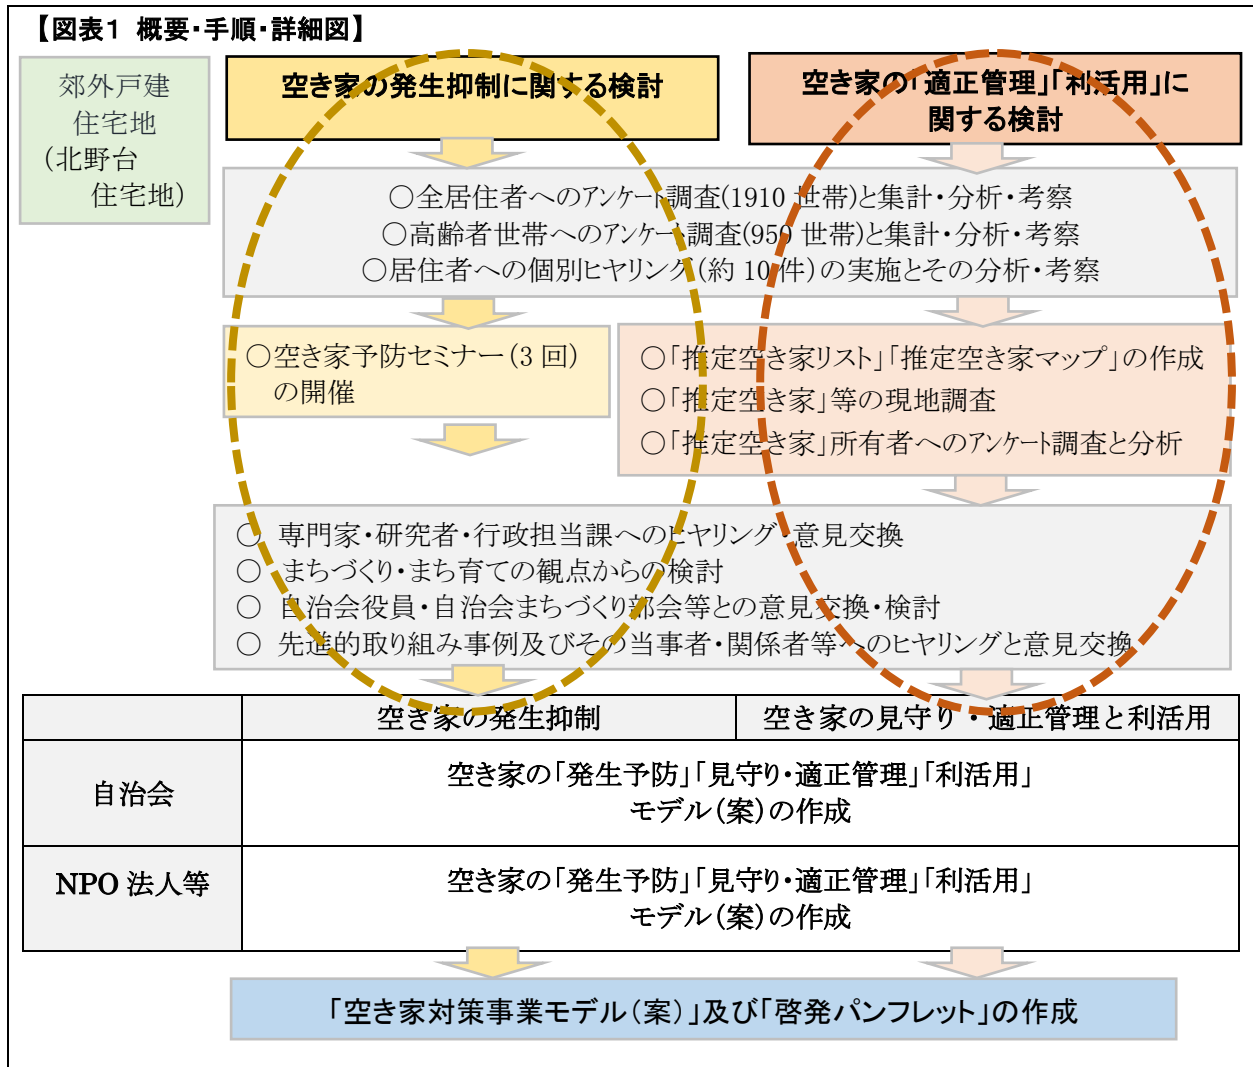 【図表1 概要・手順・詳細図】
郊外戸建
住宅地
(北野台
住宅地)
空き家の発生抑制に関する検討
空き家の「適正管理」「利活用」に
関する検討
○全居住者へのアンケート調査(1910 世帯)と集計・分析・考察
○高齢者世帯へのアンケート調査(950 世帯)と集計・分析・考察
○居住者への個別ヒヤリング(約 10 件)の実施とその分析・考察
○空き家予防セミナー(3 回)
の開催
○「推定空き家リスト」「推定空き家マップ」の作成
○「推定空き家」等の現地調査
○「推定空き家」所有者へのアンケート調査と分析
○ 専門家・研究者・行政担当課へのヒヤリング・意見交換
○ まちづくり・まち育ての観点からの検討
○ 自治会役員・自治会まちづくり部会等との意見交換・検討
○ 先進的取り組み事例及びその当事者・関係者等へのヒヤリングと意見交換
空き家の発生抑制
空き家の見守り・適正管理と利活用
自治会
空き家の「発生予防」「見守り・適正管理」「利活用」
モデル(案)の作成
NPO 法人等
空き家の「発生予防」「見守り・適正管理」「利活用」
モデル(案)の作成
「空き家対策事業モデル(案)」及び「啓発パンフレット」の作成